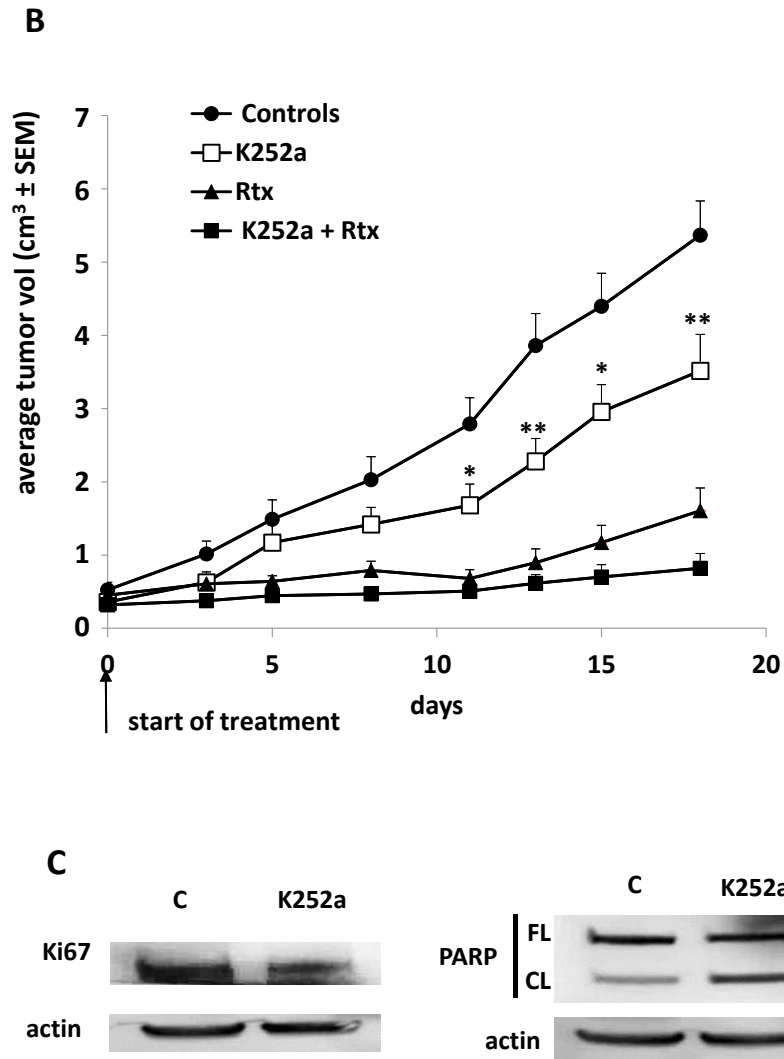 B
average tumor vol (cm³ ± SEM)
7
6
5
4
3
2
1
0
Controls
K252a
Rtx
K252a + Rtx
*
**
*
**
0 5 10 15 20
days
start of treatment
C
C K252a
Ki67
actin
C K252a
PARP
FL
CL
actin